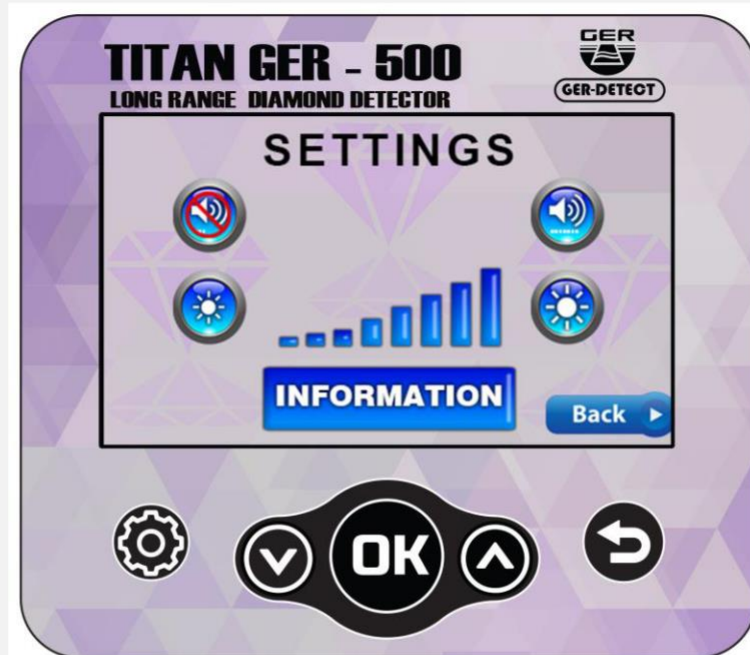 TITAN GER - 500
LONG RANGE DIAMOND DETECTOR
GER
GER-DETECT
SETTINGS
INFORMATION
Back
OK